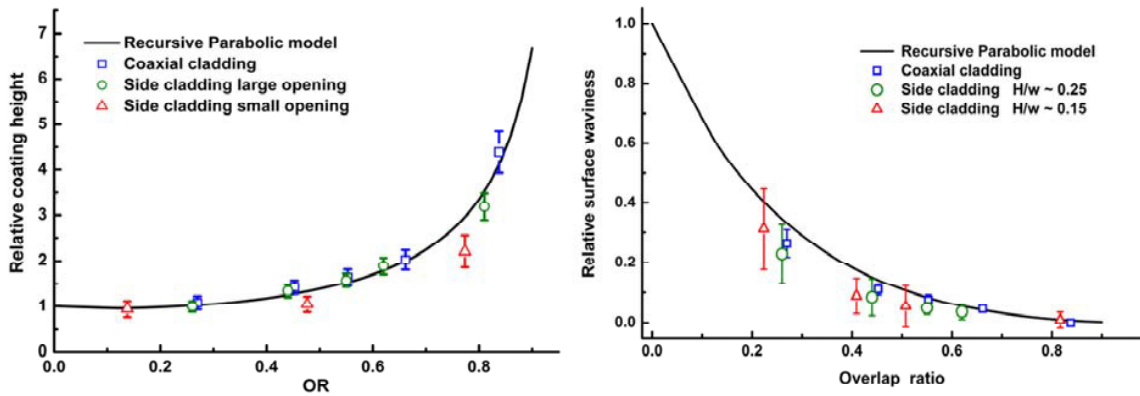 7
6
5
4
3
2
1
0
Relative coating height
Recursive Parabolic model
Coaxial cladding
Side cladding large opening
Side cladding small opening
0.0 0.2 0.4 0.6 0.8
OR
1.0
0.8
0.6
0.4
0.2
0.0
Relative surface waviness
Recursive Parabolic model
Coaxial cladding
Side cladding H/w ~ 0.25
Side cladding H/w ~ 0.15
0.0 0.2 0.4 0.6 0.8
Overlap ratio